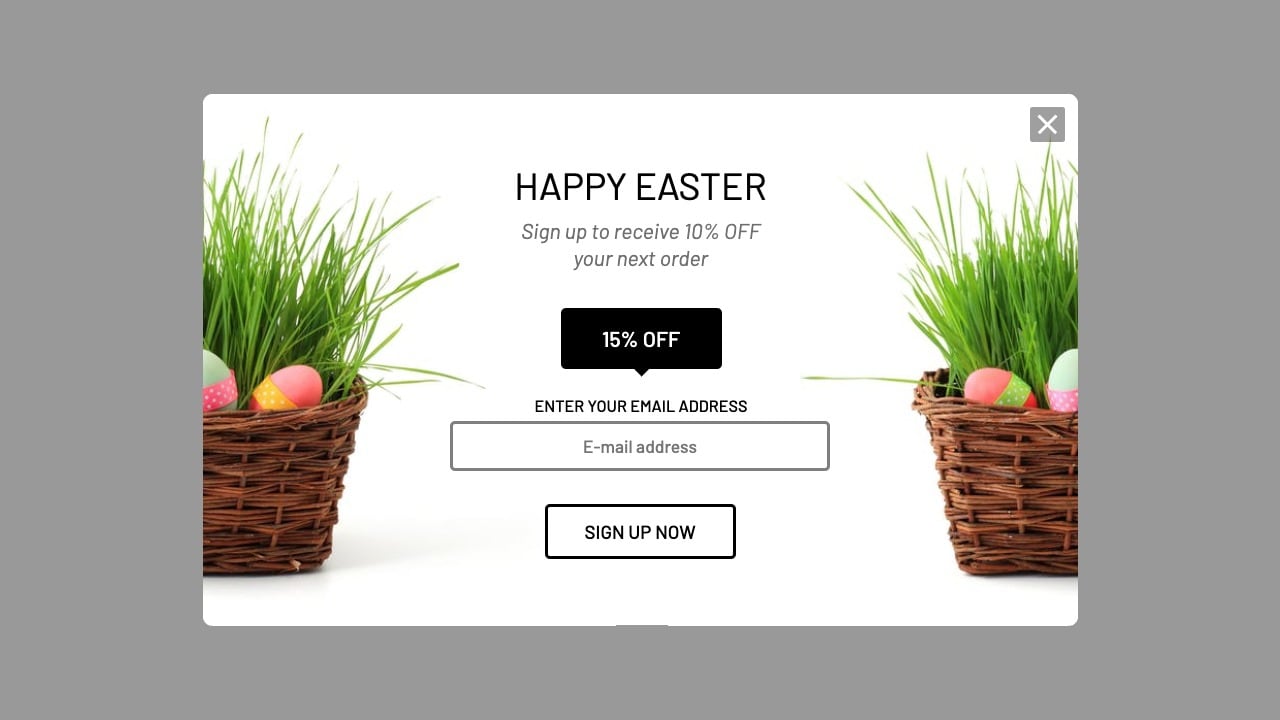 HAPPY EASTER
Sign up to receive 10% OFF
your next order
15% OFF
ENTER YOUR EMAIL ADDRESS
E-mail address
SIGN UP NOW